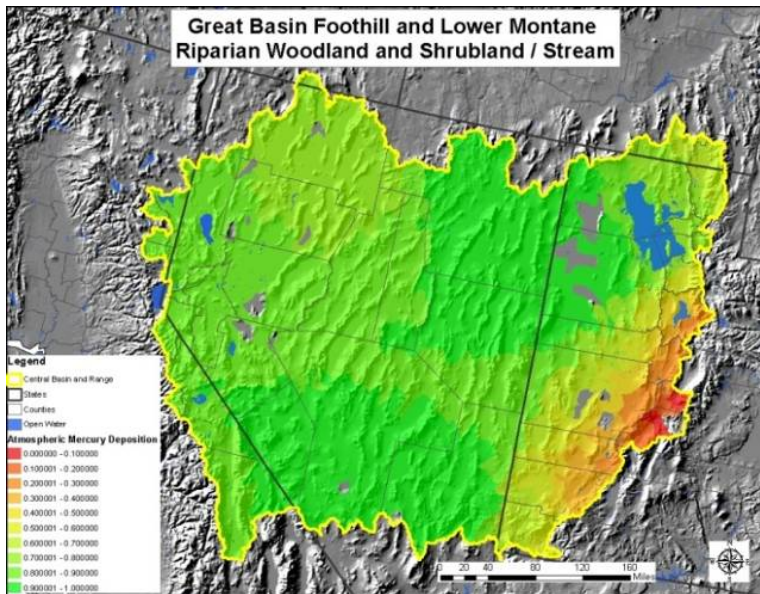 Great Basin Foothill and Lower Montane
Riparian Woodland and Shrubland / Stream
Legend
Central Basin and Range
States
Counties
Open Water
Atmospheric Mercury Deposition
0.000000 - 0.100000
0.100001 - 0.200000
0.200001 - 0.300000
0.300001 - 0.400000
0.400001 - 0.500000
0.500001 - 0.600000
0.600001 - 0.700000
0.700001 - 0.800000
0.800001 - 0.900000
0.900001 - 1.000000
0 20 40 80 120 160
Miles